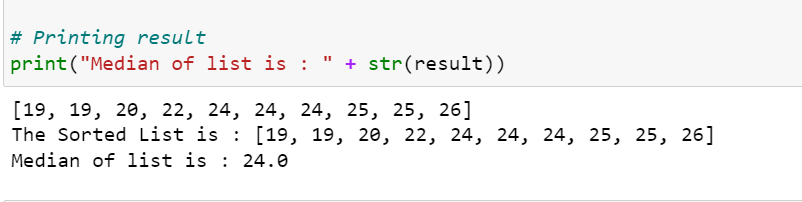 # Printing result
print("Median of list is : " + str(result))
[19, 19, 20, 22, 24, 24, 24, 25, 25, 26]
The Sorted List is : [19, 19, 20, 22, 24, 24, 24, 25, 25, 26]
Median of list is : 24.0